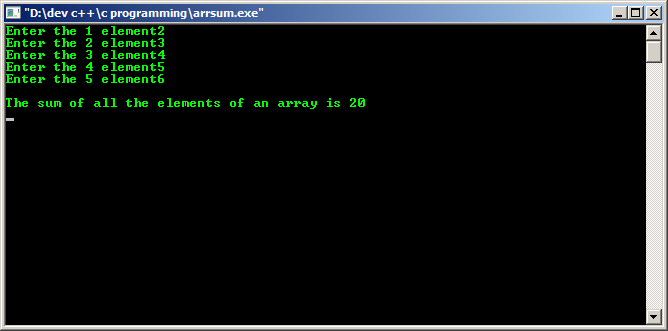 "D:\dev c++\c programming\arrsum.exe"
Enter the 1 element2
Enter the 2 element3
Enter the 3 element4
Enter the 4 element5
Enter the 5 element6
The sum of all the elements of an array is 20